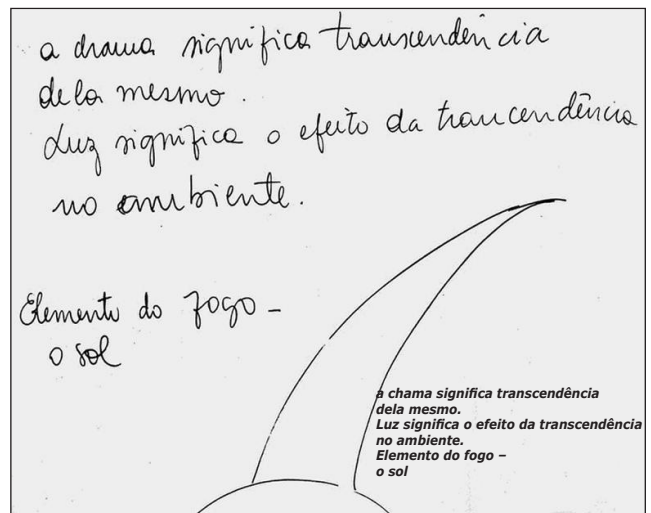 a chama significa transcendência
dela mesmo.
Luz significa o efeito da trancendência
no ambiente.
Elemento do fogo –
o sol
a chama significa transcendência
dela mesmo.
Luz significa o efeito da transcendência
no ambiente.
Elemento do fogo –
o sol